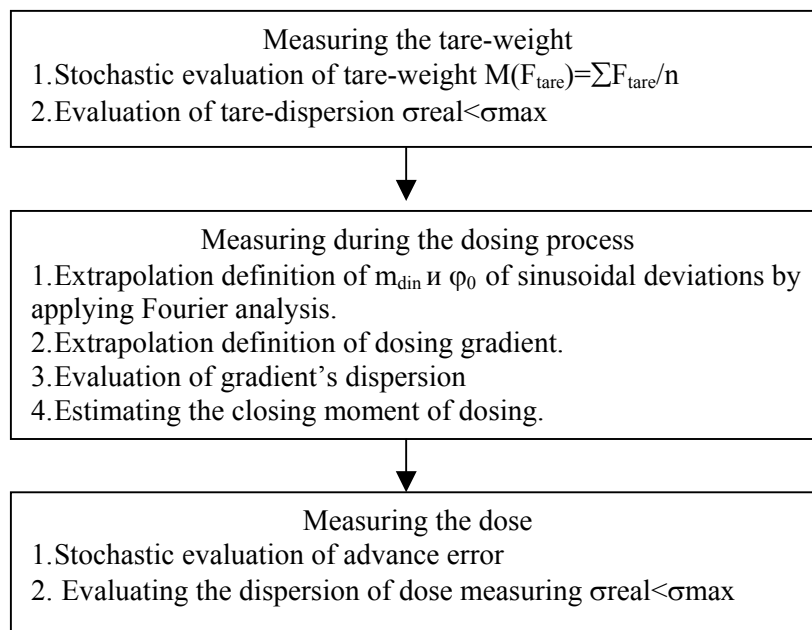 Measuring the tare-weight
1.Stochastic evaluation of tare-weight M(Ftare)=∑Ftare/n
2.Evaluation of tare-dispersion σreal<σmax
Measuring during the dosing process
1.Extrapolation definition of mdin и φ0 of sinusoidal deviations by
applying Fourier analysis.
2.Extrapolation definition of dosing gradient.
3.Evaluation of gradient’s dispersion
4.Estimating the closing moment of dosing.
Measuring the dose
1.Stochastic evaluation of advance error
2. Evaluating the dispersion of dose measuring σreal<σmax